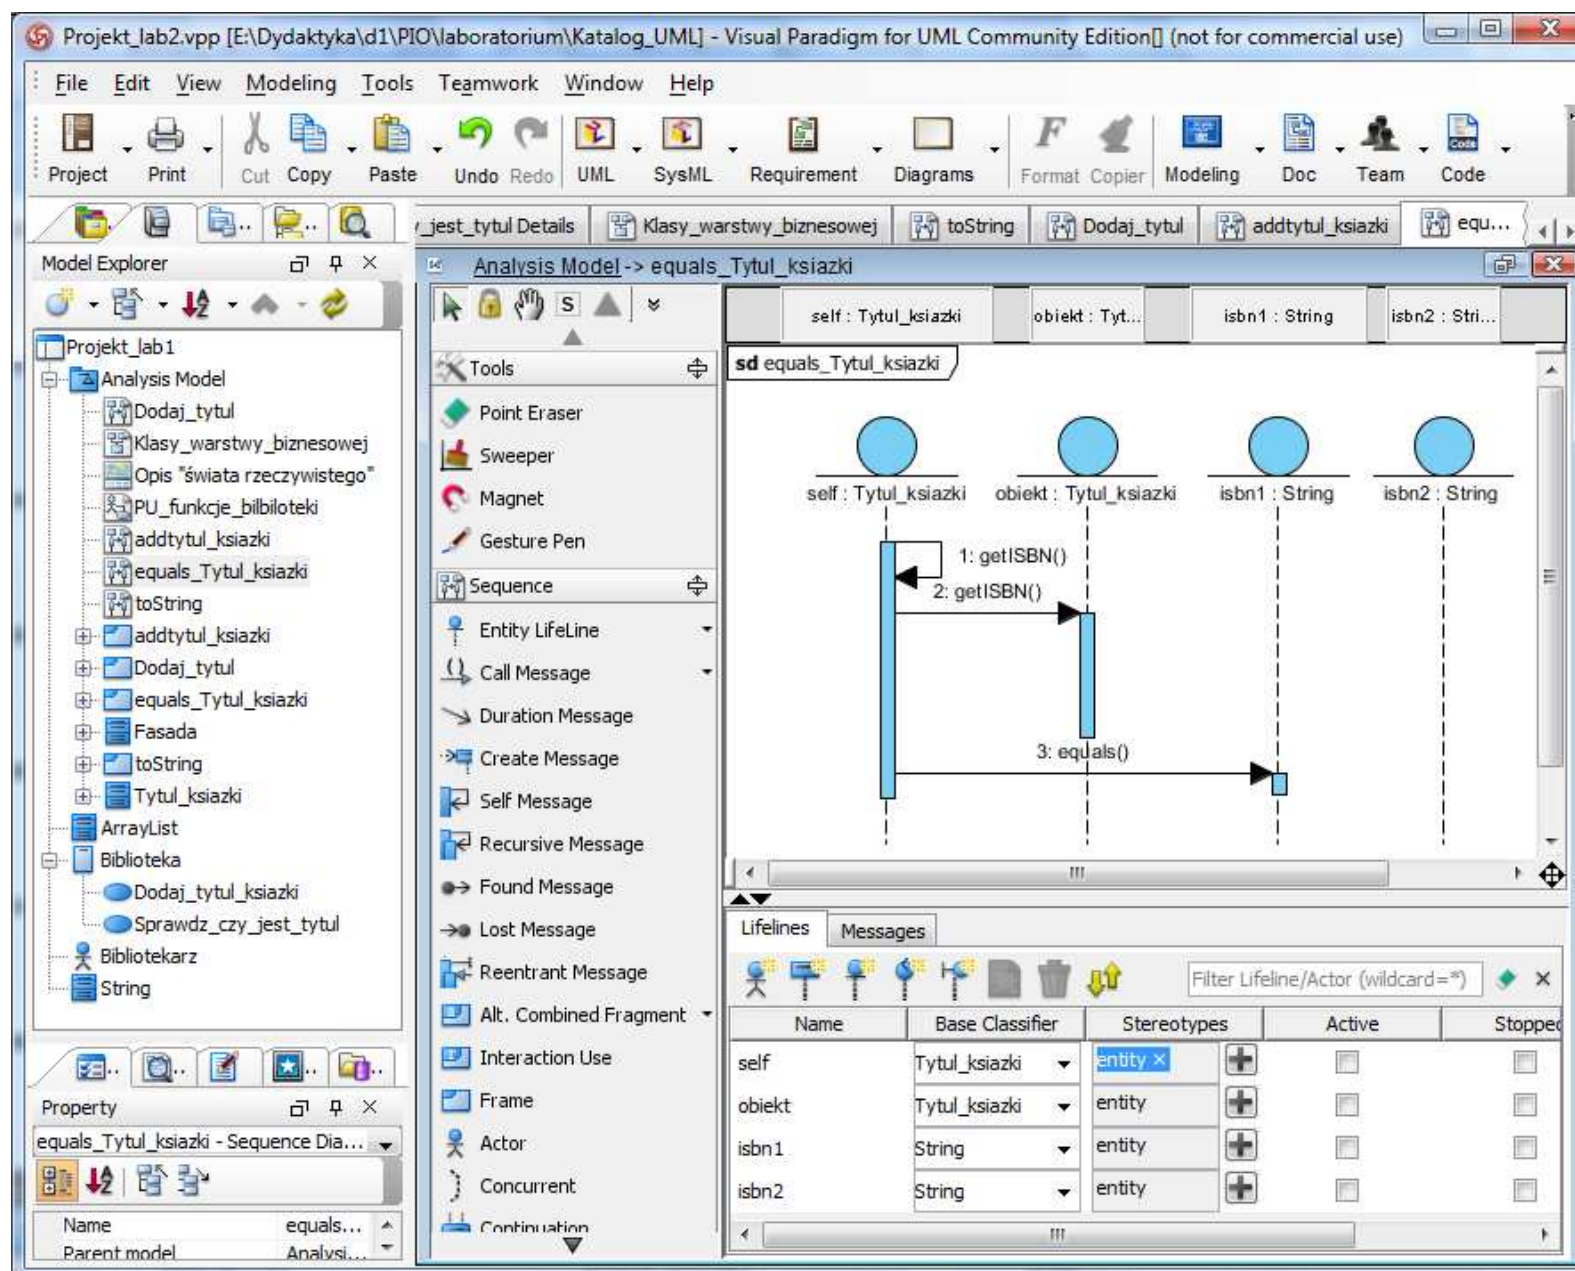 Projekt_lab2.vpp [E:\Dydaktyka\d1\PIO\laboratorium\Katalog_UML] - Visual Paradigm for UML Community Edition[] (not for commercial use)
File Edit View Modeling Tools Teamwork Window Help
Project Print Cut Copy Paste Undo Redo UML SysML Requirement Diagrams Format Copier Modeling Doc Team Code
_jest_tytul Details Klasy_warstwy_biznesowej toString Dodaj_tytul addtytul_ksiazki equ...
Model Explorer
Projekt_lab1
Analysis Model
Dodaj_tytul
Klasy_warstwy_biznesowej
Opis "świata rzeczywistego"
PU_funkcje_bilbiloteki
addtytul_ksiazki
equals_Tytul_ksiazki
toString
addtytul_ksiazki
Dodaj_tytul
equals_Tytul_ksiazki
Fasada
toString
Tytul_ksiazki
ArrayList
Biblioteka
Dodaj_tytul_ksiazki
Sprawdz_czy_jest_tytul
Bibliotekarz
String
Property
equals_Tytul_ksiazki - Sequence Dia...
Name equals...
Parent model Analysi...
Analysis Model -> equals_Tytul_ksiazki
S
Tools
Point Eraser
Sweeper
Magnet
Gesture Pen
Sequence
Entity LifeLine
Call Message
Duration Message
Create Message
Self Message
Recursive Message
Found Message
Lost Message
Reentrant Message
Alt. Combined Fragment
Interaction Use
Frame
Actor
Concurrent
Continuation
self : Tytul_ksiazki obiekt : Tyt... isbn1 : String isbn2 : Stri...
sd equals_Tytul_ksiazki
self : Tytul_ksiazki obiekt : Tytul_ksiazki isbn1 : String isbn2 : String
1: getISBN()
2: getISBN()
3: equals()
Lifelines Messages
Filter Lifeline/Actor (wildcard=*)
Name Base Classifier Stereotypes Active Stopped
self Tytul_ksiazki entity ×
obiekt Tytul_ksiazki entity
isbn1 String entity
isbn2 String entity